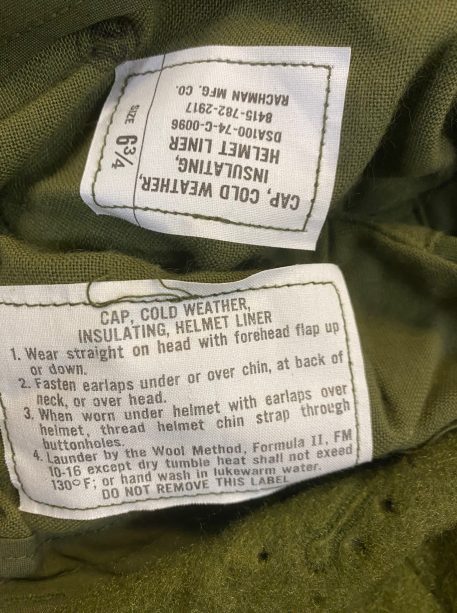 CAP, COLD WEATHER,
INSULATING,
HELMET LINER
DSA100-74-C-0096
8415-782-2917
RACHMAN MFG. CO.
SIZE 6¾
CAP, COLD WEATHER,
INSULATING, HELMET LINER
1. Wear straight on head with forehead flap up
or down.
2. Fasten earlaps under or over chin, at back of
neck, or over head.
3. When worn under helmet with earlaps over
helmet, thread helmet chin strap through
buttonholes.
4. Launder by the Wool Method, Formula II, FM
10-16 except dry tumble heat shall not exceed
130°F; or hand wash in lukewarm water.
DO NOT REMOVE THIS LABEL